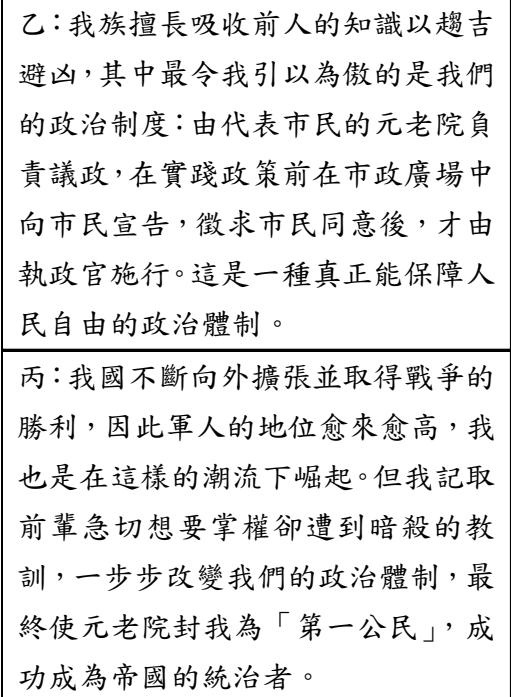 乙：我族擅長吸收前人的知識以趨吉
避凶，其中最令我引以為傲的是我們
的政治制度：由代表市民的元老院負
責議政，在實踐政策前在市政廣場中
向市民宣告，徵求市民同意後，才由
執政官施行。這是一種真正能保障人
民自由的政治體制。
丙：我國不斷向外擴張並取得戰爭的
勝利，因此軍人的地位愈來愈高，我
也是在這樣的潮流下崛起。但我記取
前輩急切想要掌權卻遭到暗殺的教
訓，一步步改變我們的政治體制，最
終使元老院封我為「第一公民」，成
功成為帝國的統治者。